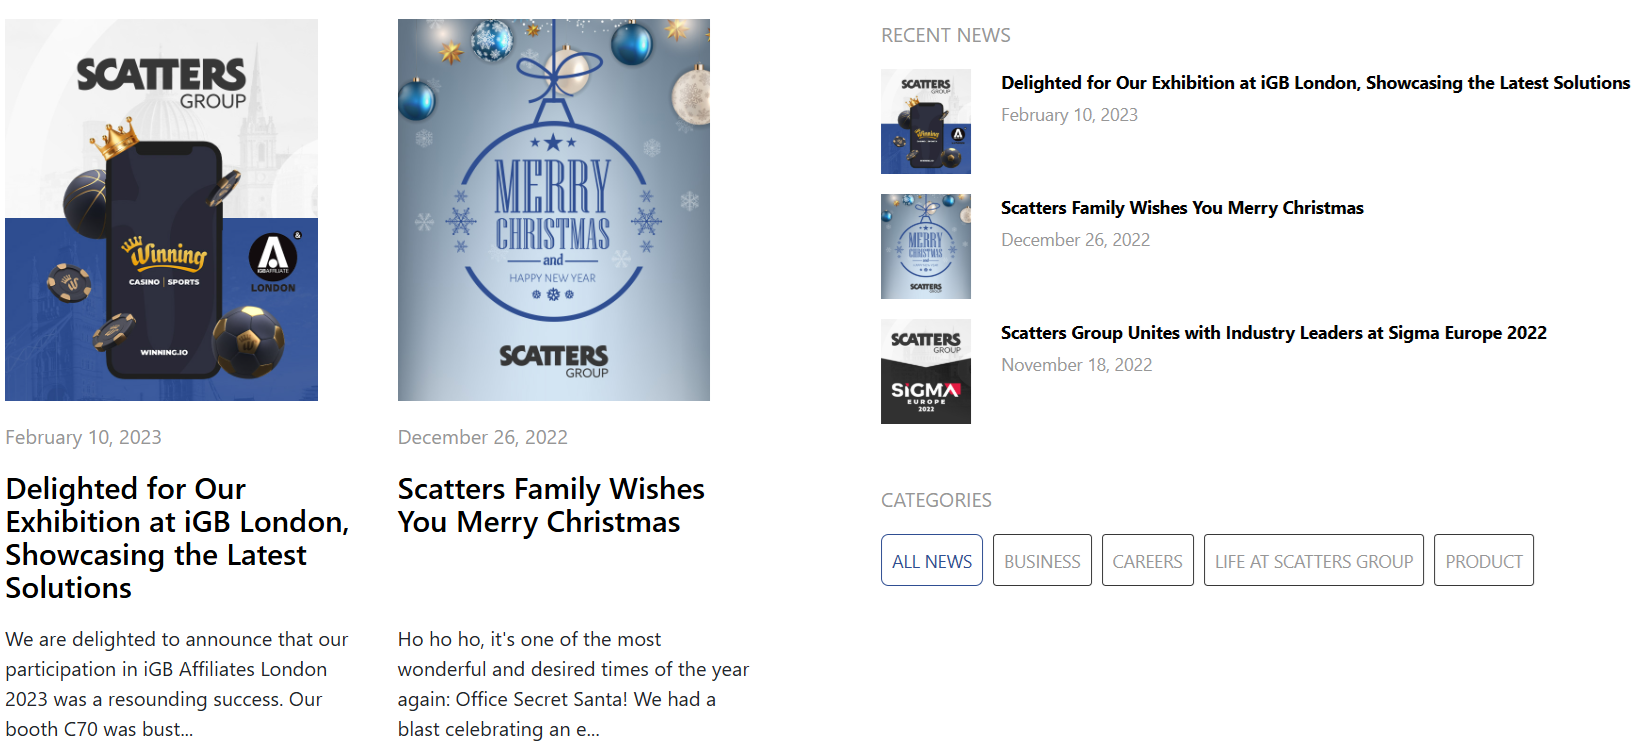 SCATTERS
GROUP
Winning
CASINO | SPORTS
WINNING.IO
&
A
iGB AFFILIATE
LONDON
February 10, 2023
Delighted for Our
Exhibition at iGB London,
Showcasing the Latest
Solutions
We are delighted to announce that our
participation in iGB Affiliates London
2023 was a resounding success. Our
booth C70 was bust...
MERRY
CHRISTMAS
and
HAPPY NEW YEAR
SCATTERS
GROUP
December 26, 2022
Scatters Family Wishes
You Merry Christmas
Ho ho ho, it's one of the most
wonderful and desired times of the year
again: Office Secret Santa! We had a
blast celebrating an e...
RECENT NEWS
SCATTERS
GROUP
Winning
Delighted for Our Exhibition at iGB London, Showcasing the Latest Solutions
February 10, 2023
MERRY
CHRISTMAS
SCATTERS
GROUP
Scatters Family Wishes You Merry Christmas
December 26, 2022
SCATTERS
GROUP
SiGMA
EUROPE
2022
Scatters Group Unites with Industry Leaders at Sigma Europe 2022
November 18, 2022
CATEGORIES
ALL NEWS
BUSINESS
CAREERS
LIFE AT SCATTERS GROUP
PRODUCT